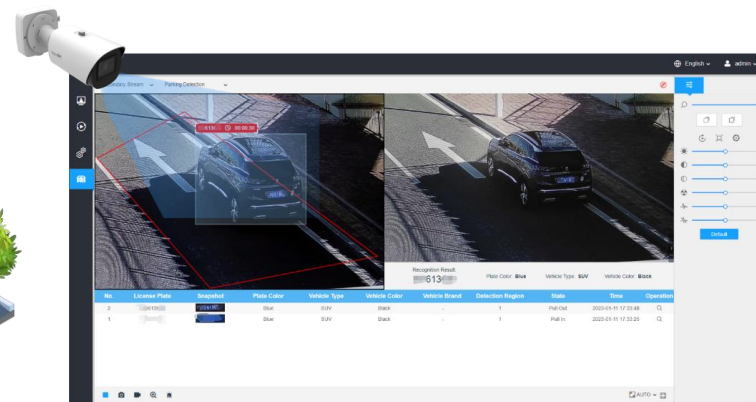 English admin
Secondary Stream Parking Detection
613 00:00:30
Recognition Result
613
Plate Color: Blue Vehicle Type: SUV Vehicle Color: Black
No. License Plate Snapshot Plate Color Vehicle Type Vehicle Color Vehicle Brand Detection Region State Time Operation
2 Blue SUV Black - 1 Pull Out 2023-01-11 17:33:48
1 Blue SUV Black - 1 Pull In 2023-01-11 17:33:25
Default
AUTO